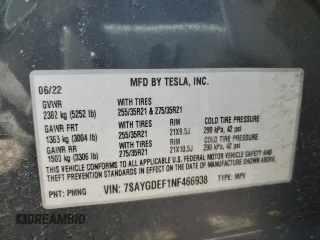 MFD BY TESLA, INC.
06/22
GVWR
2382 kg (5252 lb)
WITH TIRES
255/35R21 & 275/35R21
GAWR FRT
1363 kg (3004 lb)
WITH TIRES
255/35R21
RIM
21X9.5J
COLD TIRE PRESSURE
290 kPa, 42 psi
GAWR RR
1500 kg (3306 lb)
WITH TIRES
275/35R21
RIM
21X10.5J
COLD TIRE PRESSURE
290 kPa, 42 psi
THIS VEHICLE CONFORMS TO ALL APPLICABLE U.S. FEDERAL MOTOR VEHICLE
SAFETY AND THEFT PREVENTION STANDARDS IN EFFECT ON THE DATE OF
MANUFACTURE SHOWN ABOVE.
PNT: PMNG
VIN: 7SAYGDEF1NF466938
TYPE: MPV
DREAMBID